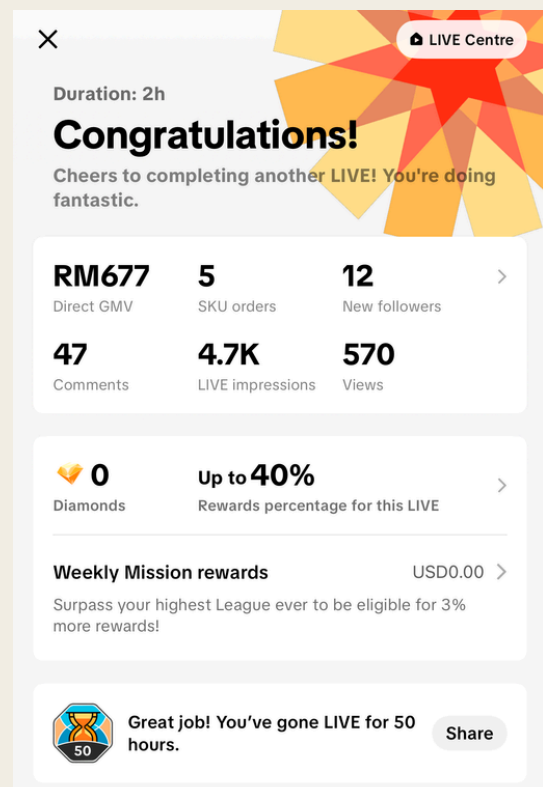 LIVE Centre
Duration: 2h
Congratulations!
Cheers to completing another LIVE! You're doing
fantastic.
RM677 5 12
Direct GMV SKU orders New followers
47 4.7K 570
Comments LIVE impressions Views
0 Up to 40%
Diamonds Rewards percentage for this LIVE
Weekly Mission rewards USD0.00
Surpass your highest League ever to be eligible for 3%
more rewards!
Great job! You've gone LIVE for 50
hours.
50
Share